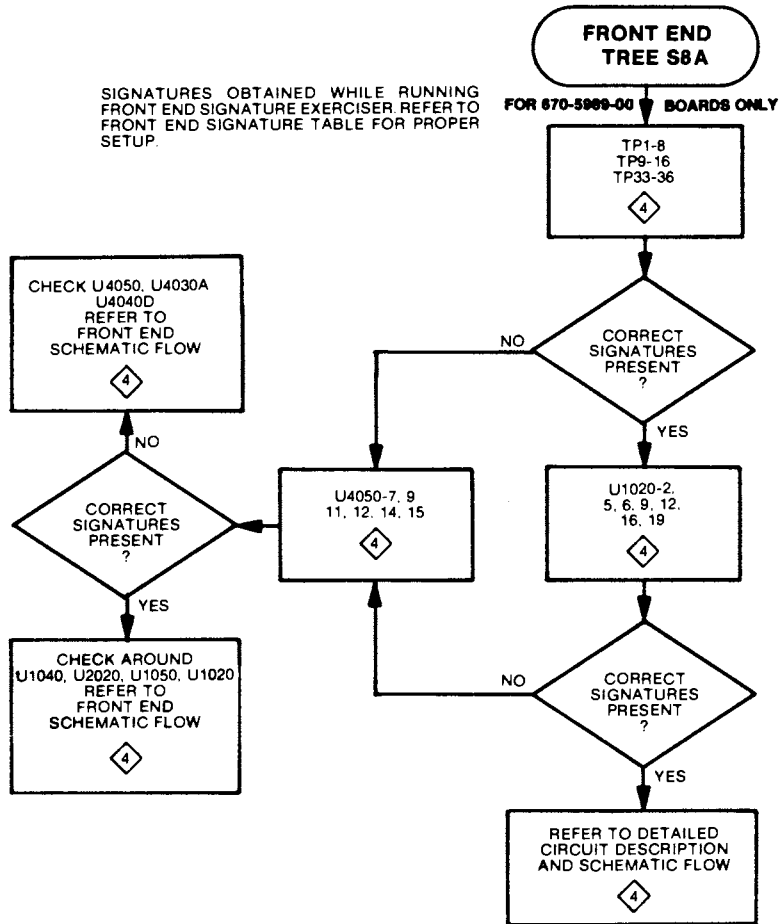 FRONT END
TREE S8A
SIGNATURES OBTAINED WHILE RUNNING
FRONT END SIGNATURE EXERCISER. REFER TO
FRONT END SIGNATURE TABLE FOR PROPER
SETUP.
FOR 670-5989-00 BOARDS ONLY
TP1-8
TP9-16
TP33-36
4
CORRECT
SIGNATURES
PRESENT
?
NO
YES
U1020-2,
5, 6, 9, 12,
16, 19
4
CORRECT
SIGNATURES
PRESENT
?
NO
YES
REFER TO DETAILED
CIRCUIT DESCRIPTION
AND SCHEMATIC FLOW
4
U4050-7, 9
11, 12, 14, 15
4
CORRECT
SIGNATURES
PRESENT
?
NO
YES
CHECK U4050, U4030A
U4040D
REFER TO
FRONT END
SCHEMATIC FLOW
4
CHECK AROUND
U1040, U2020, U1050, U1020
REFER TO
FRONT END
SCHEMATIC FLOW
4